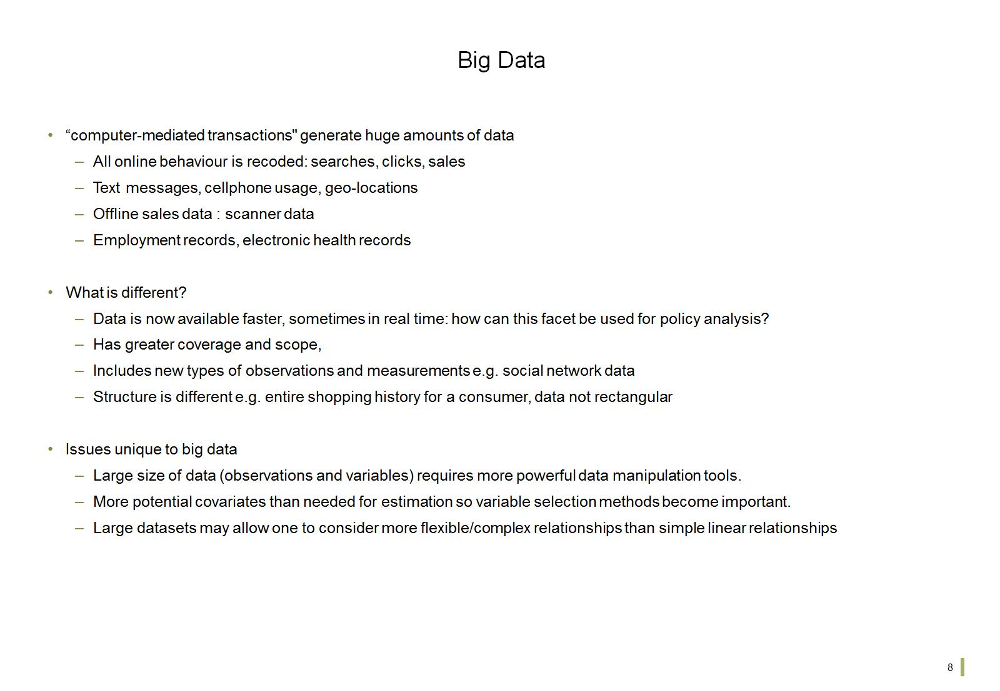 Big Data
• “computer-mediated transactions" generate huge amounts of data
– All online behaviour is recoded: searches, clicks, sales
– Text messages, cellphone usage, geo-locations
– Offline sales data : scanner data
– Employment records, electronic health records
• What is different?
– Data is now available faster, sometimes in real time: how can this facet be used for policy analysis?
– Has greater coverage and scope,
– Includes new types of observations and measurements e.g. social network data
– Structure is different e.g. entire shopping history for a consumer, data not rectangular
• Issues unique to big data
– Large size of data (observations and variables) requires more powerful data manipulation tools.
– More potential covariates than needed for estimation so variable selection methods become important.
– Large datasets may allow one to consider more flexible/complex relationships than simple linear relationships
8